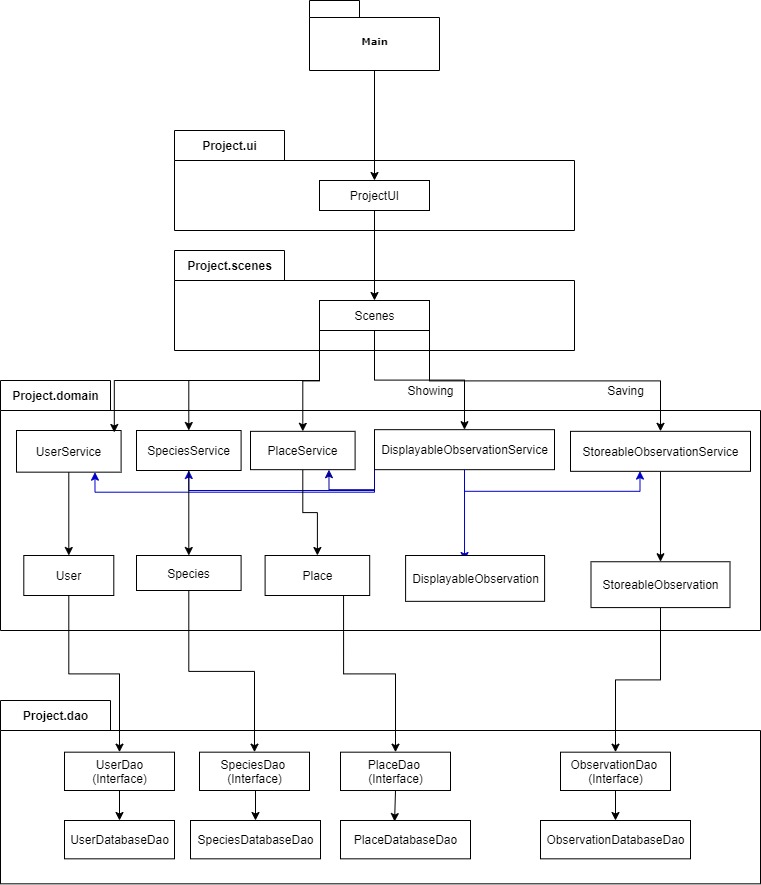 Main
Project.ui
ProjectUI
Project.scenes
Scenes
Project.domain
Showing
Saving
UserService
SpeciesService
PlaceService
DisplayableObservationService
StoreableObservationService
User
Species
Place
DisplayableObservation
StoreableObservation
Project.dao
UserDao
(Interface)
SpeciesDao
(Interface)
PlaceDao
(Interface)
ObservationDao
(Interface)
UserDatabaseDao
SpeciesDatabaseDao
PlaceDatabaseDao
ObservationDatabaseDao